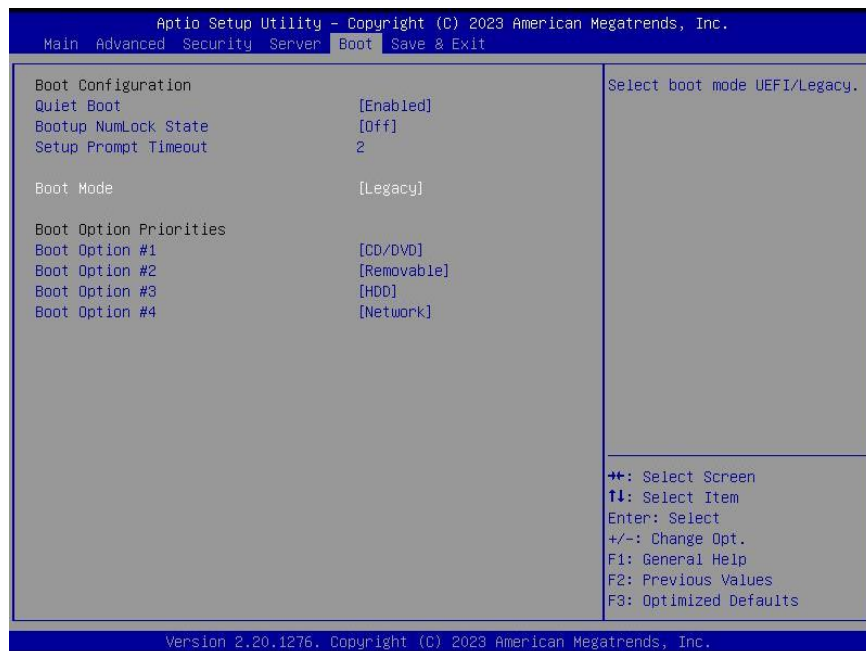 Aptio Setup Utility – Copyright (C) 2023 American Megatrends, Inc.
Main Advanced Security Server Boot Save & Exit
Boot Configuration
Quiet Boot [Enabled]
Bootup NumLock State [Off]
Setup Prompt Timeout 2
Boot Mode [Legacy]
Boot Option Priorities
Boot Option #1 [CD/DVD]
Boot Option #2 [Removable]
Boot Option #3 [HDD]
Boot Option #4 [Network]
Select boot mode UEFI/Legacy.
→←: Select Screen
↑↓: Select Item
Enter: Select
+/-: Change Opt.
F1: General Help
F2: Previous Values
F3: Optimized Defaults
Version 2.20.1276. Copyright (C) 2023 American Megatrends, Inc.